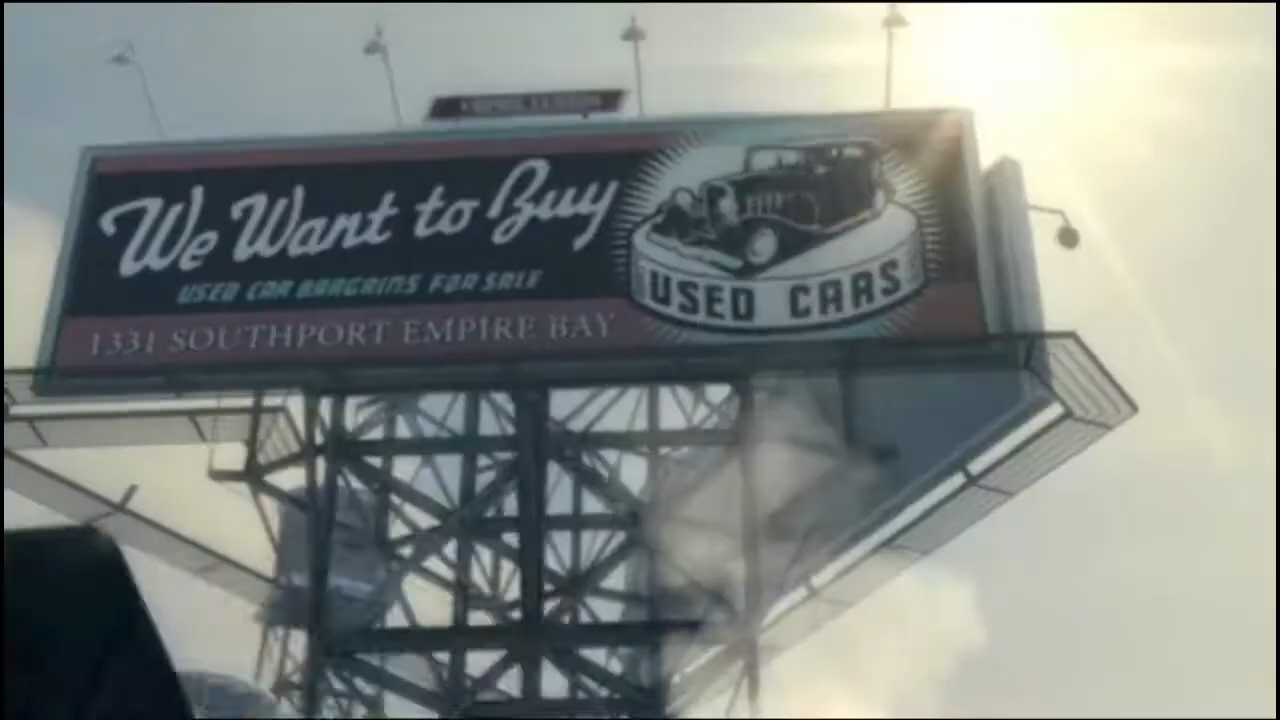 We Want to Buy
USED CAR BARGAINS FOR SALE
1331 SOUTHPORT EMPIRE BAY
USED CARS